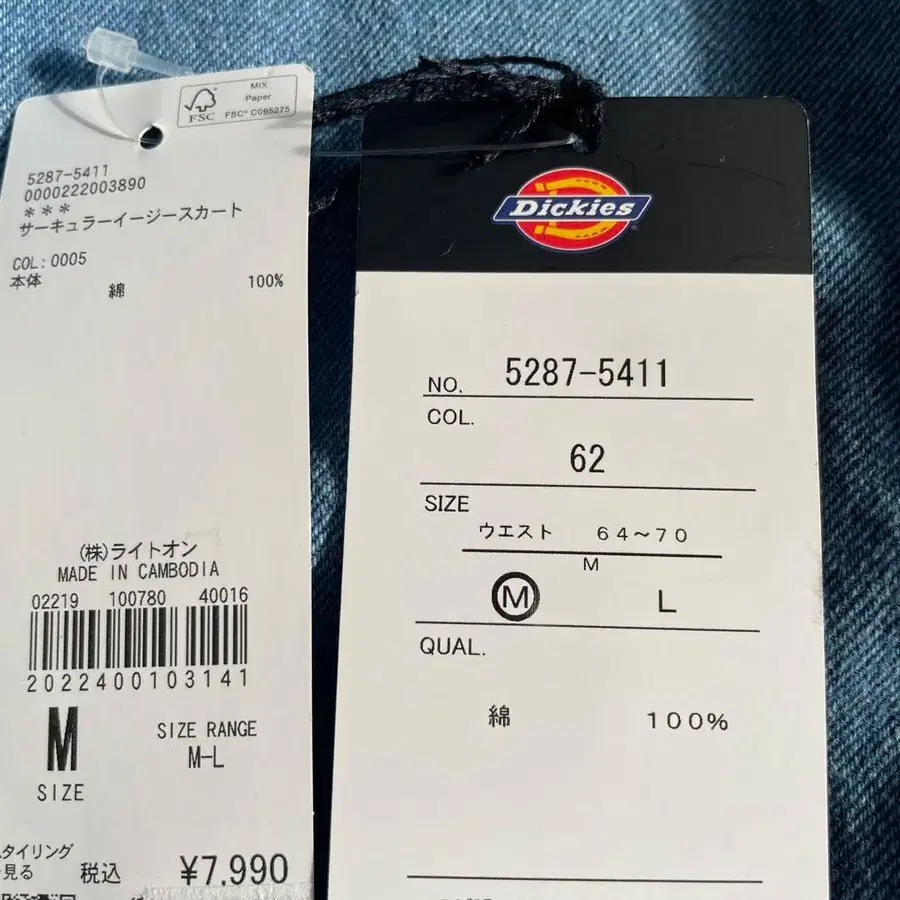 MIX
Paper
FSC® C095275
FSC
5287-5411
0000222003890
***
サーキュラーイージースカート
COL:0005
本体
綿 100%
(株)ライトオン
MADE IN CAMBODIA
02219 100780 40016
2022400103141
M
SIZE
SIZE RANGE
M-L
タイリング
見る
税込 ¥7,990
Dickies®
NO. 5287-5411
COL.
62
SIZE
ウエスト 64～70
M
M L
QUAL.
綿 100%